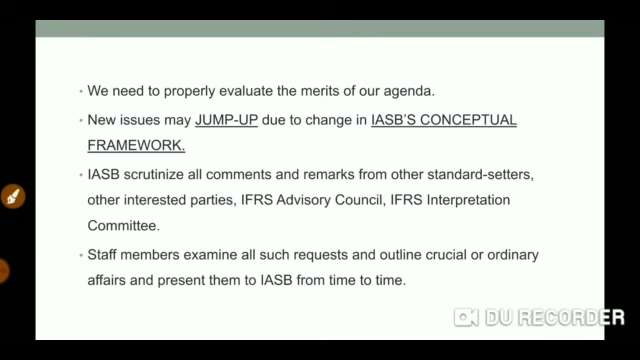 • We need to properly evaluate the merits of our agenda.
• New issues may JUMP-UP due to change in IASB'S CONCEPTUAL
FRAMEWORK.
• IASB scrutinize all comments and remarks from other standard-setters,
other interested parties, IFRS Advisory Council, IFRS Interpretation
Committee.
• Staff members examine all such requests and outline crucial or ordinary
affairs and present them to IASB from time to time.
DU RECORDER